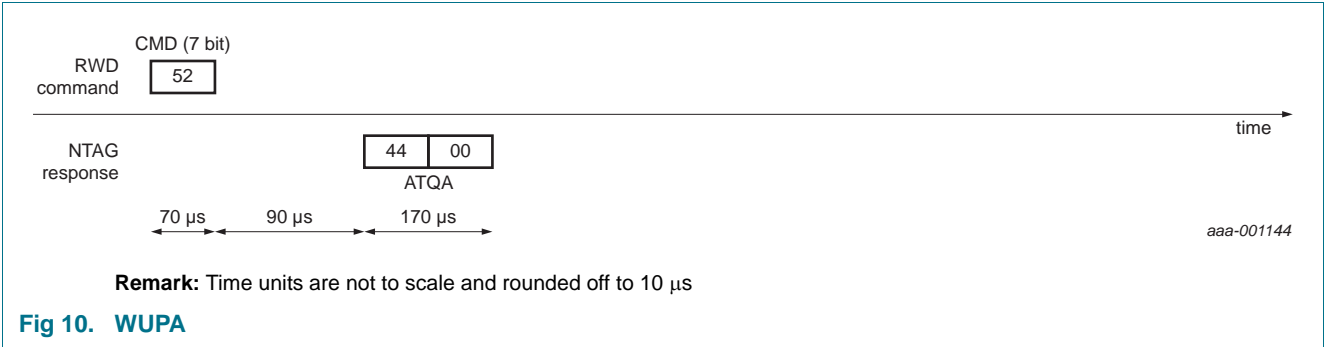 CMD (7 bit)
RWD
command
52
time
NTAG
response
44 00
ATQA
70 µs 90 µs 170 µs
aaa-001144
Remark: Time units are not to scale and rounded off to 10 µs
Fig 10. WUPA